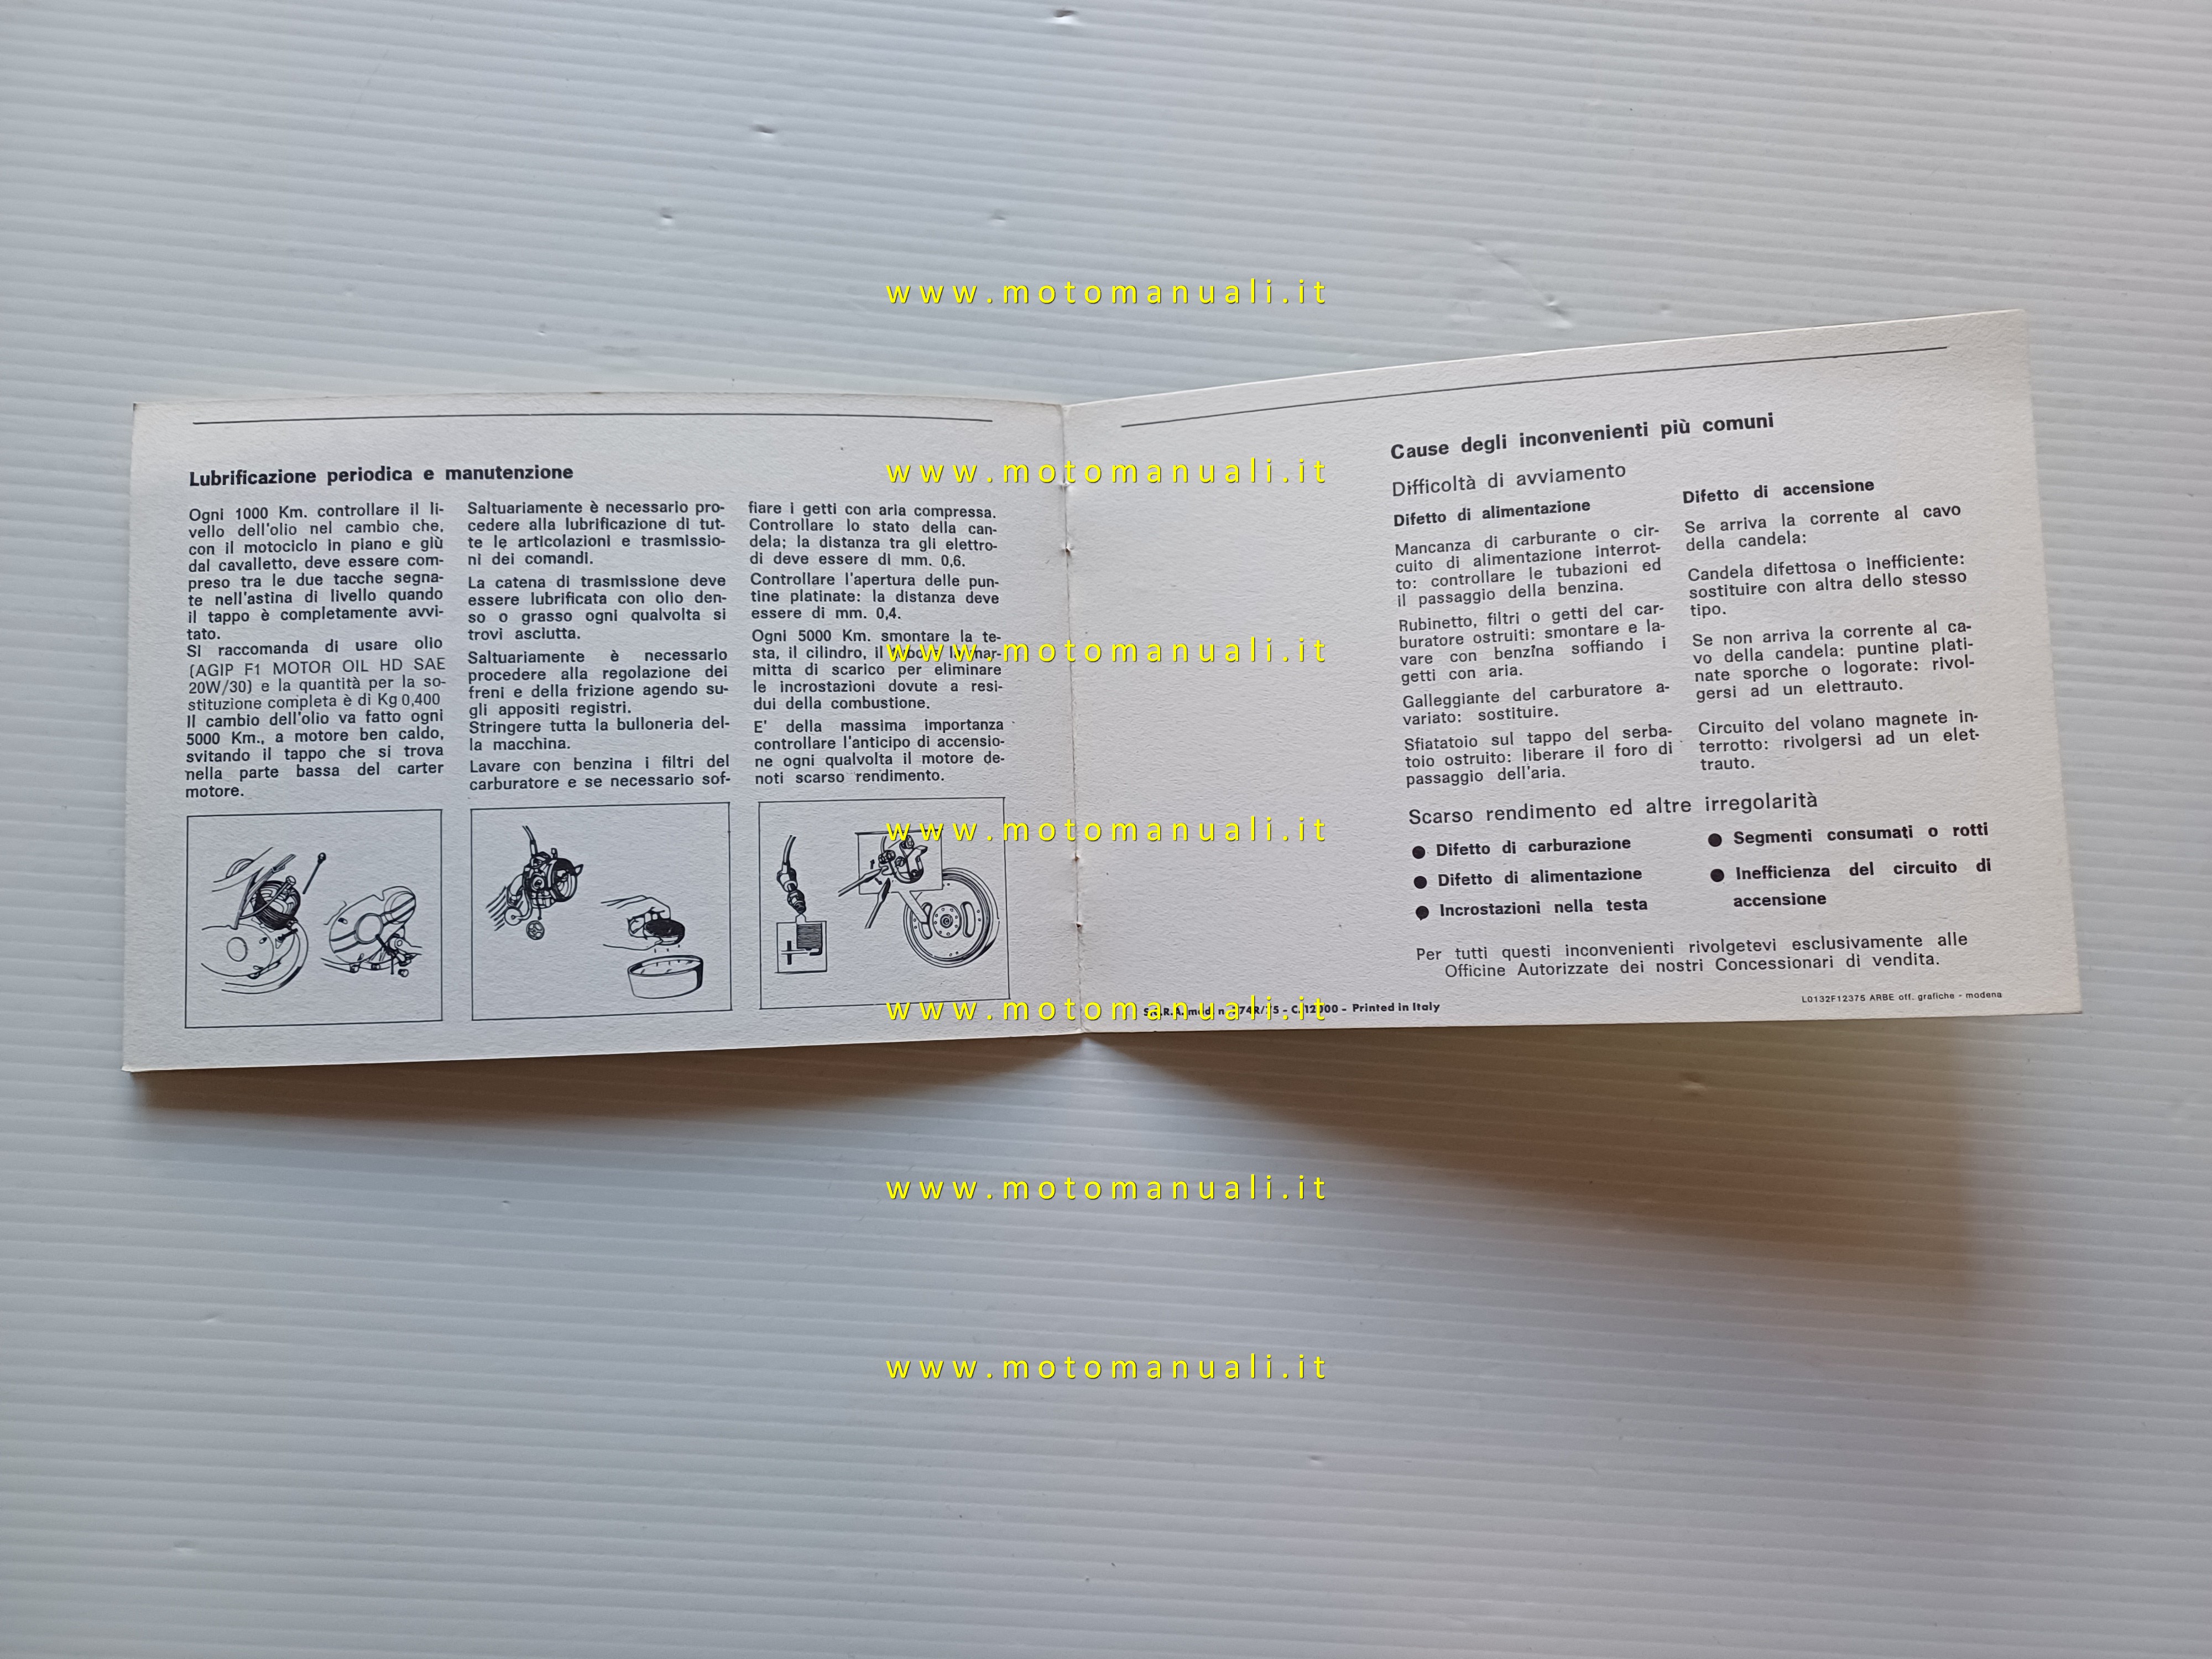 www.motomanuali.it
Lubrificazione periodica e manutenzione
Ogni 1000 Km. controllare il li-
vello dell'olio nel cambio che,
con il motociclo in piano e giù
dal cavalletto, deve essere com-
preso tra le due tacche segna-
te nell'astina di livello quando
il tappo è completamente avvi-
tato.
Si raccomanda di usare olio
(AGIP F1 MOTOR OIL HD SAE
20W/30) e la quantità per la so-
stituzione completa è di Kg 0,400
Il cambio dell'olio va fatto ogni
5000 Km., a motore ben caldo,
svitando il tappo che si trova
nella parte bassa del carter
motore.
Saltuariamente è necessario pro-
cedere alla lubrificazione di tut-
te le articolazioni e trasmissio-
ni dei comandi.
La catena di trasmissione deve
essere lubrificata con olio den-
so o grasso ogni qualvolta si
trovi asciutta.
Saltuariamente è necessario
procedere alla regolazione dei
freni e della frizione agendo su-
gli appositi registri.
Stringere tutta la bulloneria del-
la macchina.
Lavare con benzina i filtri del
carburatore e se necessario sof-
fiare i getti con aria compressa.
Controllare lo stato della can-
dela; la distanza tra gli elettro-
di deve essere di mm. 0,6.
Controllare l'apertura delle pun-
tine platinate: la distanza deve
essere di mm. 0,4.
Ogni 5000 Km. smontare la te-
sta, il cilindro, il
mitta di scarico per eliminare
le incrostazioni dovute a resi-
dui della combustione.
E' della massima importanza
controllare l'anticipo di accensio-
ne ogni qualvolta il motore de-
noti scarso rendimento.
www.motomanuali.it
www.motomanuali.it
www.motomanuali.it
Cause degli inconvenienti più comuni
Difficoltà di avviamento
Difetto di alimentazione
Mancanza di carburante o cir-
cuito di alimentazione interrot-
to: controllare le tubazioni ed
il passaggio della benzina.
Rubinetto, filtri o getti del car-
buratore ostruiti: smontare e la-
vare con benzina soffiando i
getti con aria.
Galleggiante del carburatore a-
variato: sostituire.
Sfiatatoio sul tappo del serba-
toio ostruito: liberare il foro di
passaggio dell'aria.
Difetto di accensione
Se arriva la corrente al cavo
della candela:
Candela difettosa o inefficiente:
sostituire con altra dello stesso
tipo.
Se non arriva la corrente al ca-
vo della candela: puntine plati-
nate sporche o logorate: rivol-
gersi ad un elettrauto.
Circuito del volano magnete in-
terrotto: rivolgersi ad un elet-
trauto.
Scarso rendimento ed altre irregolarità
● Difetto di carburazione
● Difetto di alimentazione
● Incrostazioni nella testa
● Segmenti consumati o rotti
● Inefficienza del circuito di
accensione
Per tutti questi inconvenienti rivolgetevi esclusivamente alle
Officine Autorizzate dei nostri Concessionari di vendita.
- Printed in Italy
L0132F12375 ARBE off. grafiche - modena
www.motomanuali.it
www.motomanuali.it
www.motomanuali.it